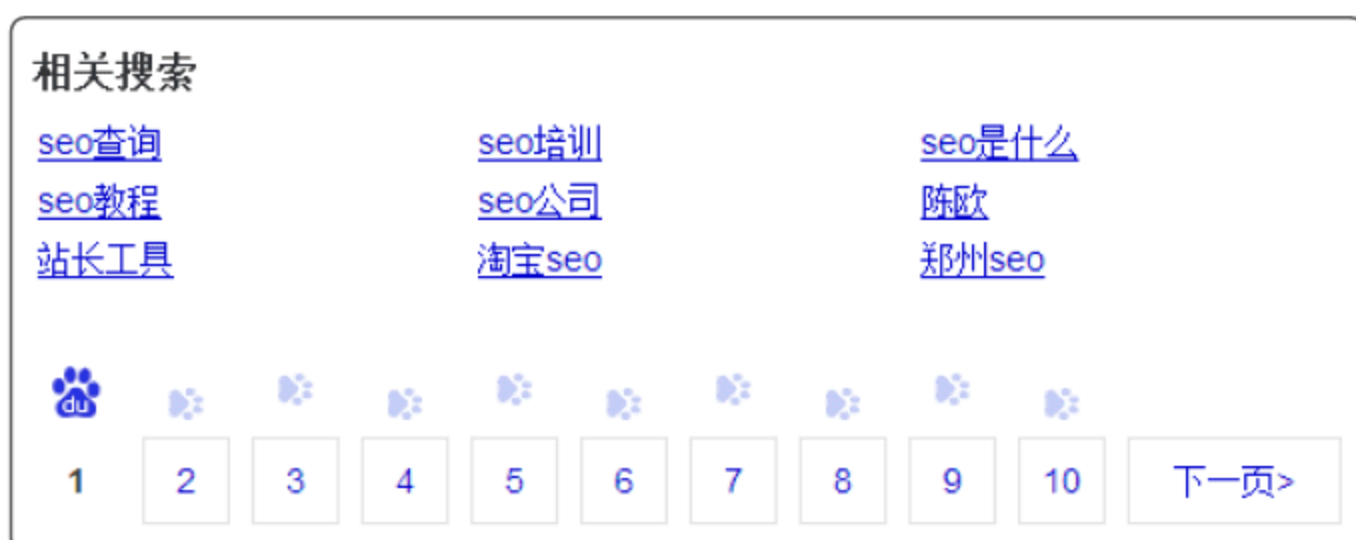 相关搜索
seo查询 seo培训 seo是什么
seo教程 seo公司 陈欧
站长工具 淘宝seo 郑州seo
du
1 2 3 4 5 6 7 8 9 10 下一页>